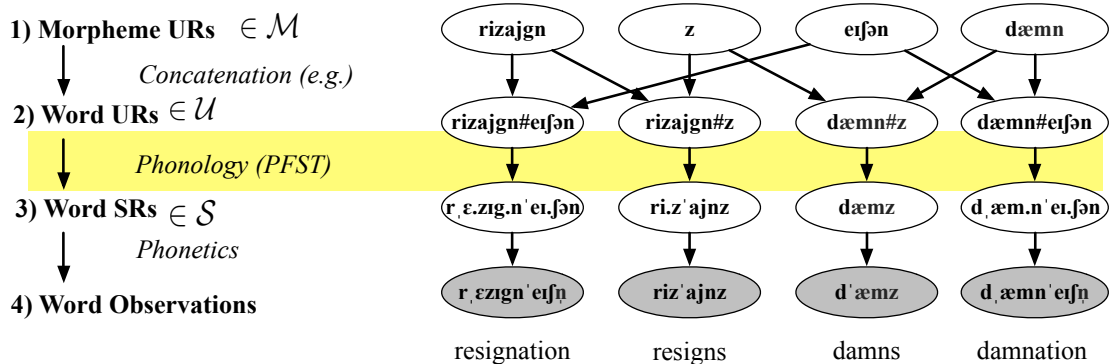 1) Morpheme URs ∈ ℳ rizajgn z eɪʃən dæmn
Concatenation (e.g.)
2) Word URs ∈ 𝒰 rizajgn#eɪʃən rizajgn#z dæmn#z dæmn#eɪʃən
Phonology (PFST)
3) Word SRs ∈ 𝒮 rˌɛ.zɪg.nˈeɪ.ʃən ri.zˈajnz dæmz dˌæm.nˈeɪ.ʃən
Phonetics
4) Word Observations rˌɛzɪgnˈeɪʃn̩ rizˈajnz dˈæmz dˌæmnˈeɪʃn̩
resignation resigns damns damnation